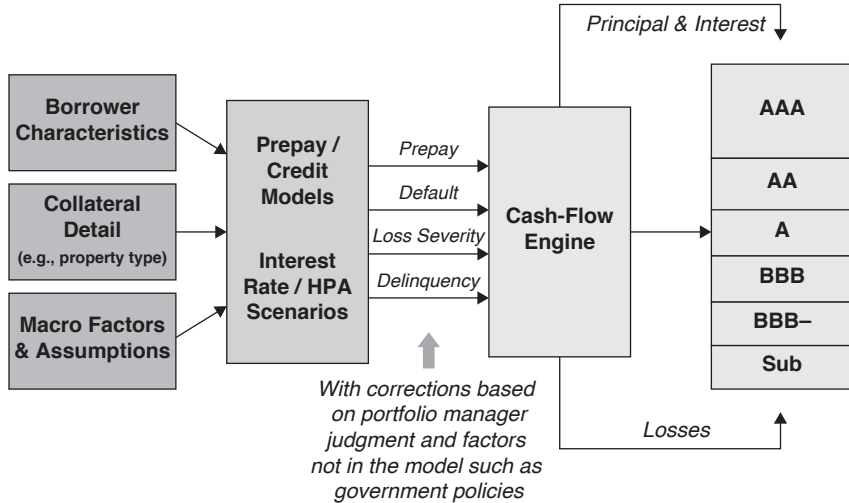 Principal & Interest
Borrower
Characteristics
Collateral
Detail
(e.g., property type)
Macro Factors
& Assumptions
Prepay /
Credit
Models
Interest
Rate / HPA
Scenarios
Prepay
Default
Loss Severity
Delinquency
With corrections based
on portfolio manager
judgment and factors
not in the model such as
government policies
Cash-Flow
Engine
AAA
AA
A
BBB
BBB–
Sub
Losses